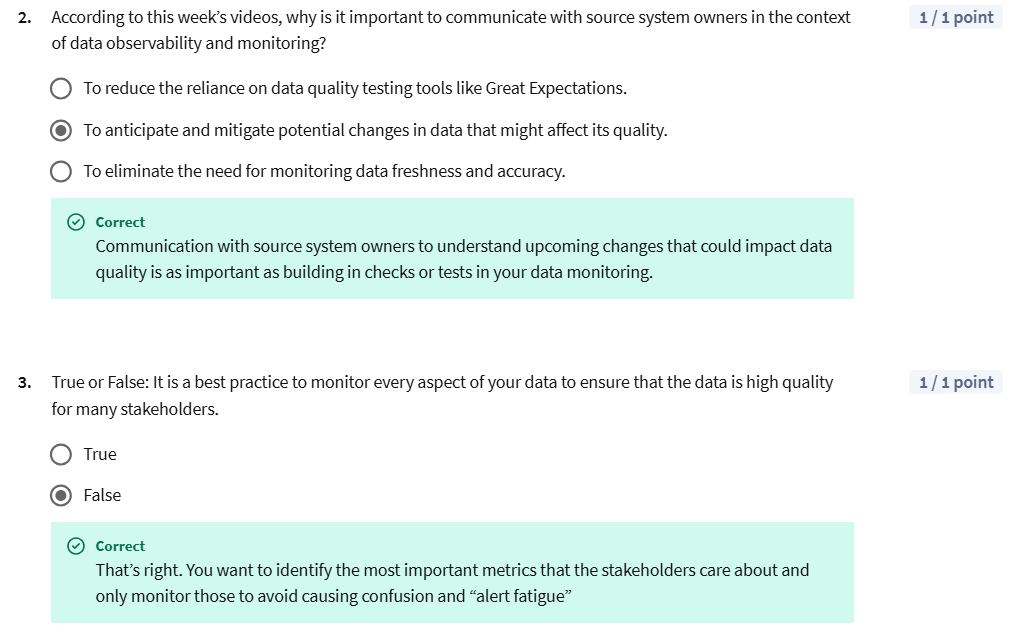 2. According to this week's videos, why is it important to communicate with source system owners in the context 1 / 1 point
of data observability and monitoring?
To reduce the reliance on data quality testing tools like Great Expectations.
To anticipate and mitigate potential changes in data that might affect its quality.
To eliminate the need for monitoring data freshness and accuracy.
Correct
Communication with source system owners to understand upcoming changes that could impact data
quality is as important as building in checks or tests in your data monitoring.
3. True or False: It is a best practice to monitor every aspect of your data to ensure that the data is high quality 1 / 1 point
for many stakeholders.
True
False
Correct
That's right. You want to identify the most important metrics that the stakeholders care about and
only monitor those to avoid causing confusion and “alert fatigue”